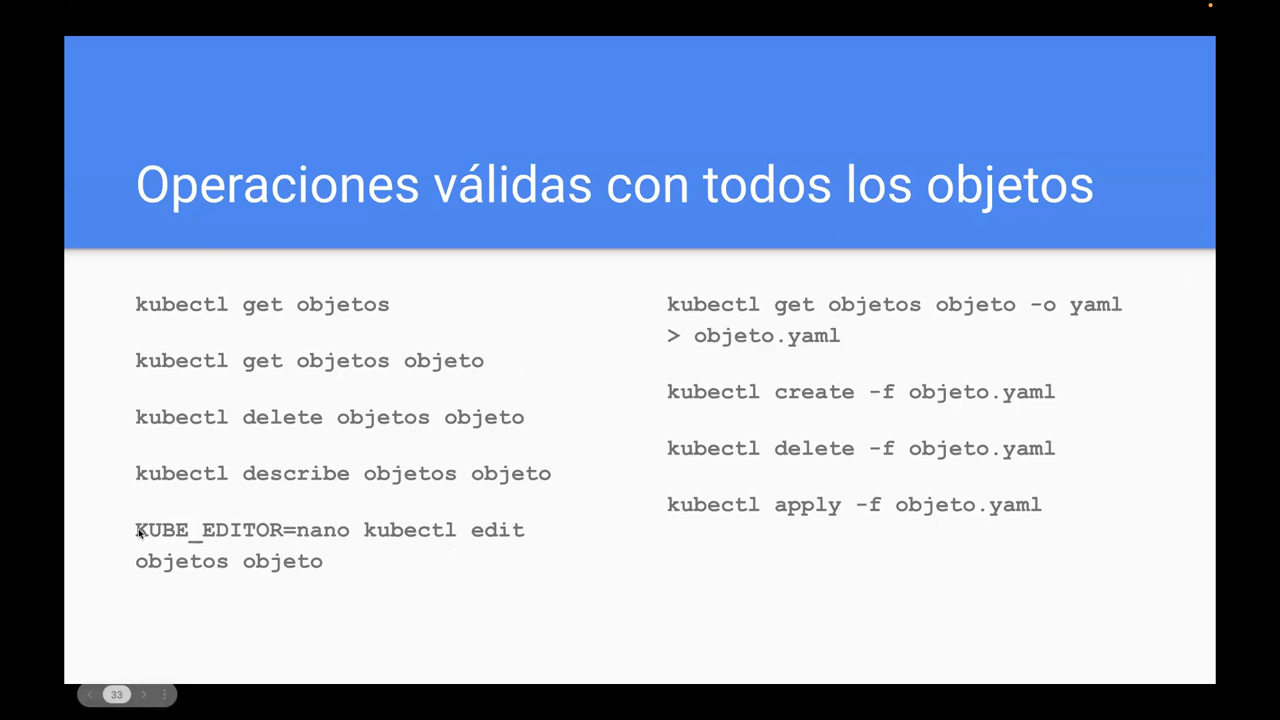 Operaciones válidas con todos los objetos
kubectl get objetos
kubectl get objetos objeto
kubectl delete objetos objeto
kubectl describe objetos objeto
KUBE_EDITOR=nano kubectl edit
objetos objeto
kubectl get objetos objeto -o yaml
> objeto.yaml
kubectl create -f objeto.yaml
kubectl delete -f objeto.yaml
kubectl apply -f objeto.yaml
33